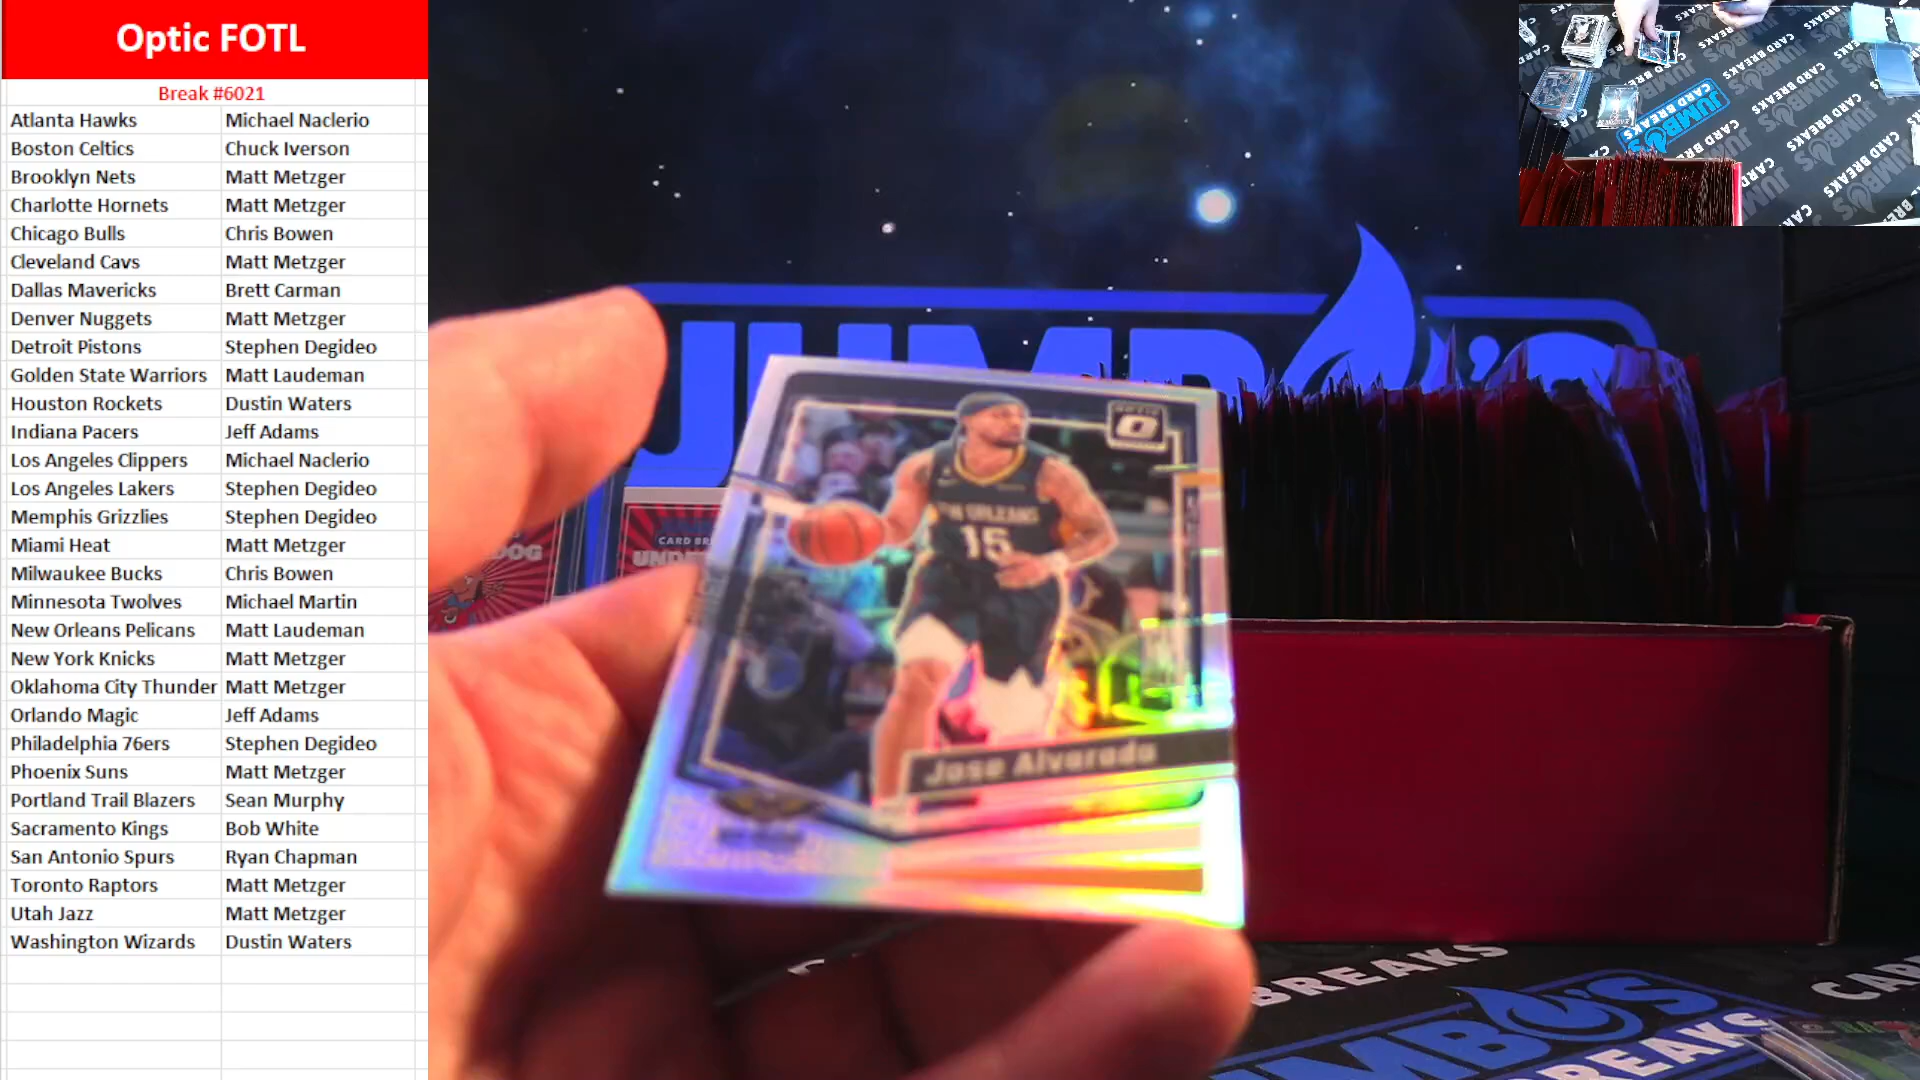 Optic FOTL
Break #6021
Atlanta Hawks Michael Naclerio
Boston Celtics Chuck Iverson
Brooklyn Nets Matt Metzger
Charlotte Hornets Matt Metzger
Chicago Bulls Chris Bowen
Cleveland Cavs Matt Metzger
Dallas Mavericks Brett Carman
Denver Nuggets Matt Metzger
Detroit Pistons Stephen Degideo
Golden State Warriors Matt Laudeman
Houston Rockets Dustin Waters
Indiana Pacers Jeff Adams
Los Angeles Clippers Michael Naclerio
Los Angeles Lakers Stephen Degideo
Memphis Grizzlies Stephen Degideo
Miami Heat Matt Metzger
Milwaukee Bucks Chris Bowen
Minnesota Twolves Michael Martin
New Orleans Pelicans Matt Laudeman
New York Knicks Matt Metzger
Oklahoma City Thunder Matt Metzger
Orlando Magic Jeff Adams
Philadelphia 76ers Stephen Degideo
Phoenix Suns Matt Metzger
Portland Trail Blazers Sean Murphy
Sacramento Kings Bob White
San Antonio Spurs Ryan Chapman
Toronto Raptors Matt Metzger
Utah Jazz Matt Metzger
Washington Wizards Dustin Waters
OPTIC
15
Jose Alvarado
BREAKS
JUMBO'S
BREAKS
JUMBO'S
CARD BREAKS